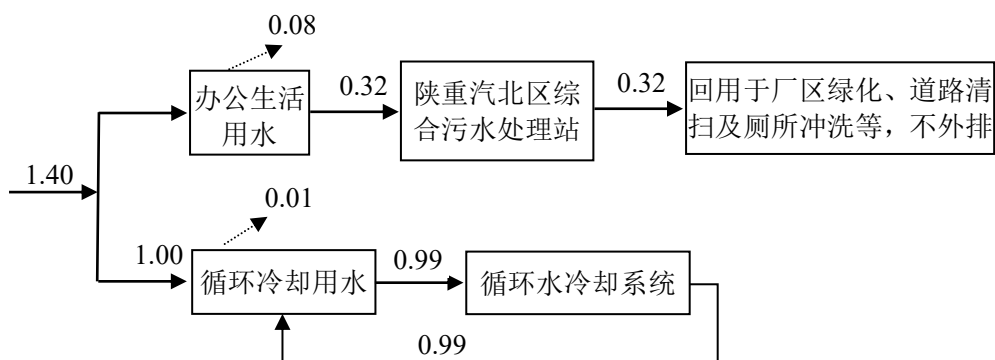 0.08
办公生活
用水
0.32
陕重汽北区综
合污水处理站
0.32
回用于厂区绿化、道路清
扫及厕所冲洗等，不外排
1.40
0.01
1.00
循环冷却用水
0.99
循环水冷却系统
0.99